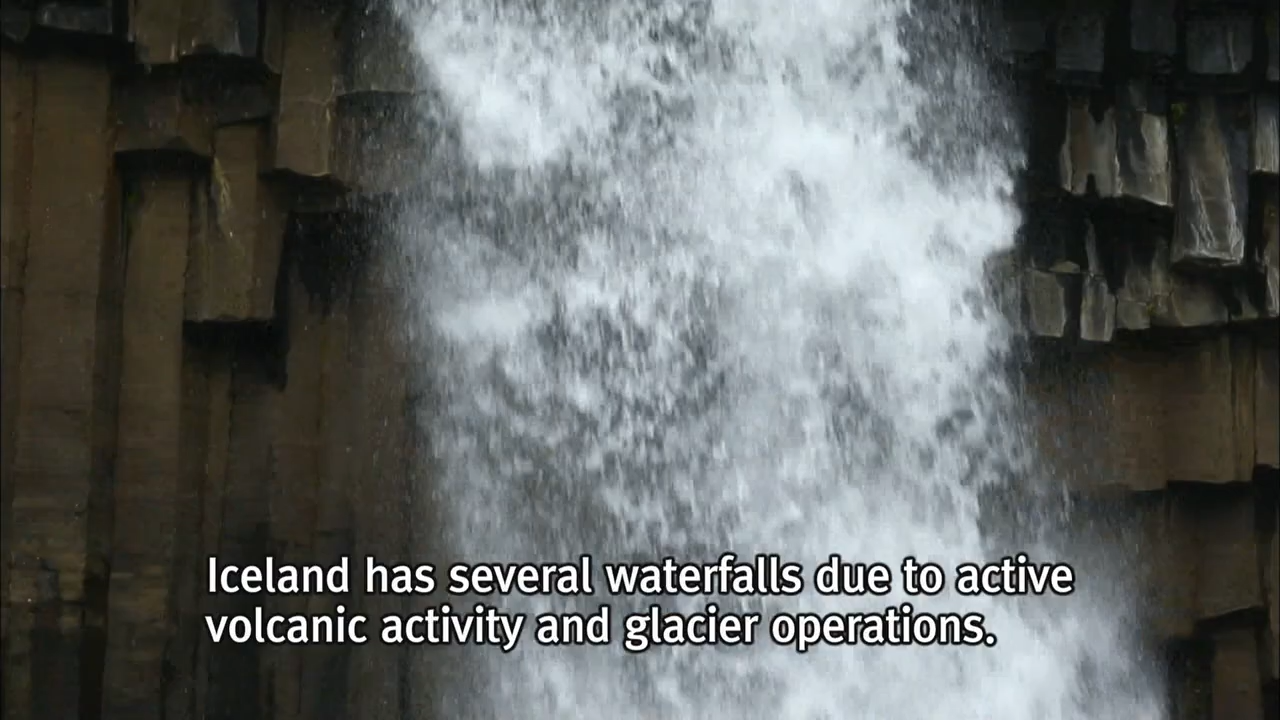 Iceland has several waterfalls due to active
volcanic activity and glacier operations.